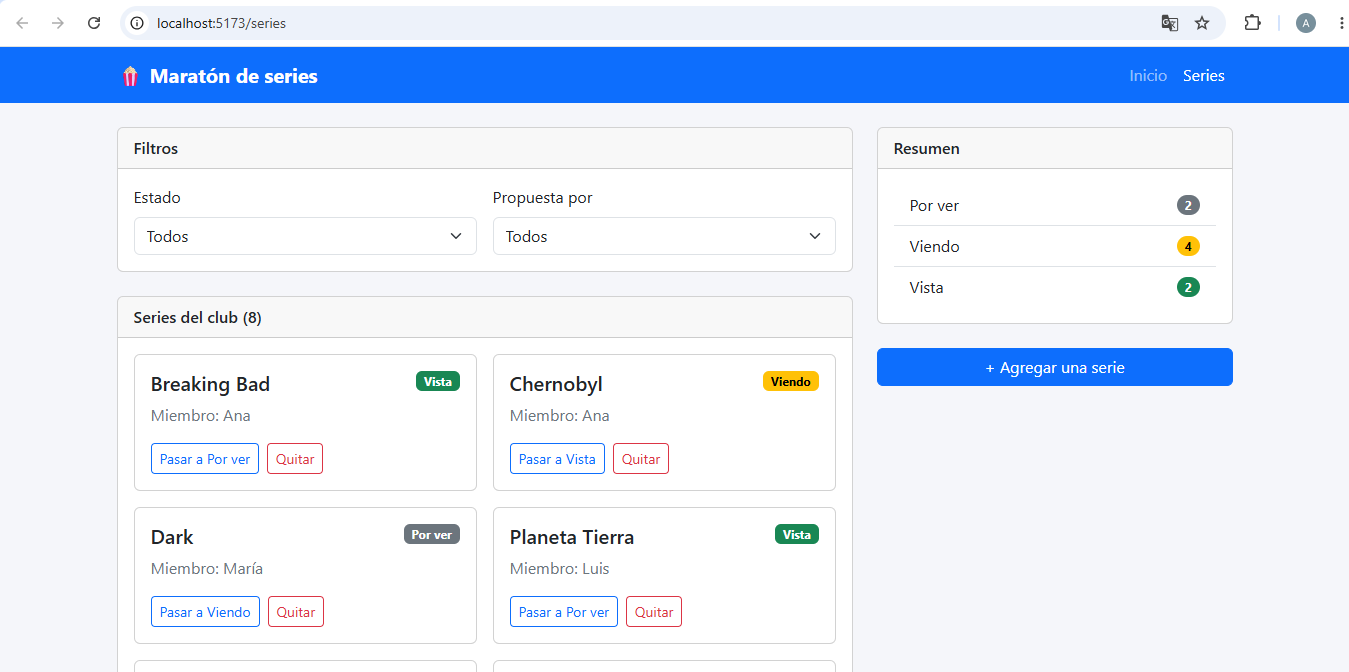 localhost:5173/series
A
Maratón de series
Inicio Series
Filtros
Estado Propuesta por
Todos Todos
Series del club (8)
Breaking Bad Vista
Miembro: Ana
Pasar a Por ver Quitar
Chernobyl Viendo
Miembro: Ana
Pasar a Vista Quitar
Dark Por ver
Miembro: María
Pasar a Viendo Quitar
Planeta Tierra Vista
Miembro: Luis
Pasar a Por ver Quitar
Resumen
Por ver 2
Viendo 4
Vista 2
+ Agregar una serie